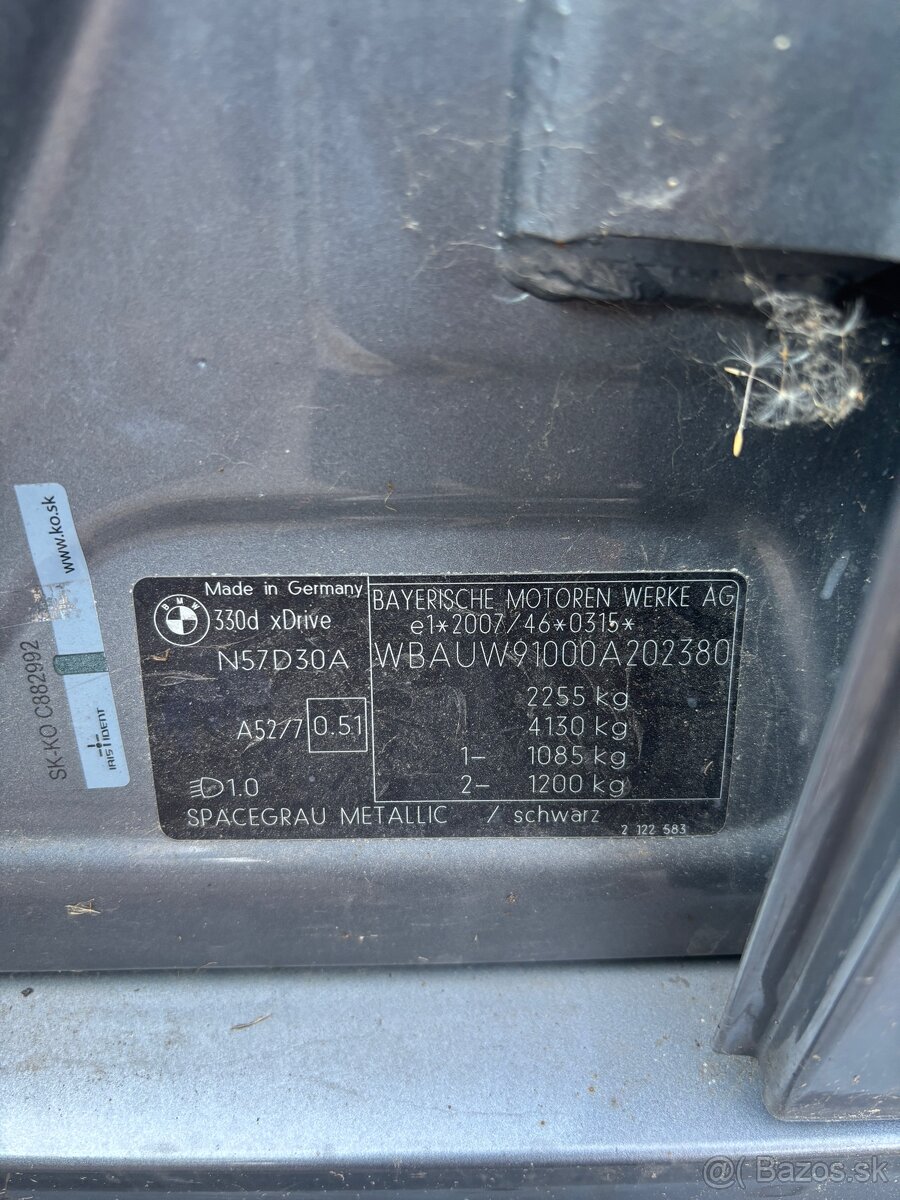 www.ko.sk
SK-KO C882992
IRIS IDENT
Made in Germany
BMW
330d xDrive
N57D30A
A52/7 0.51
1.0
SPACEGRAU METALLIC / schwarz
BAYERISCHE MOTOREN WERKE AG
e1*2007/46*0315*
WBAUW91000A202380
2255 kg
4130 kg
1- 1085 kg
2- 1200 kg
2 122 583
@( Bazos.sk